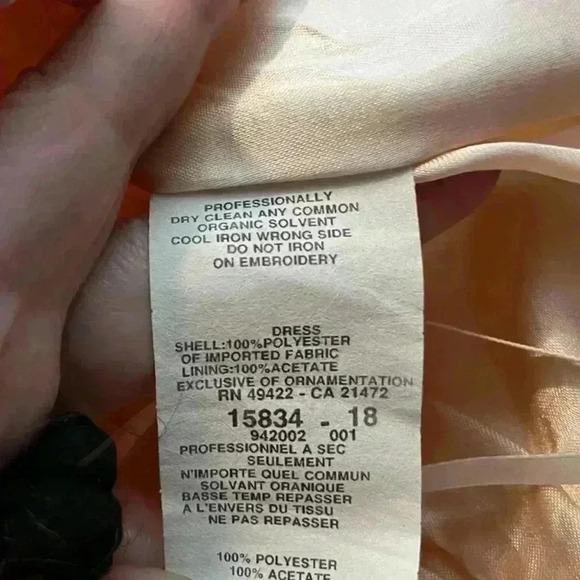 PROFESSIONALLY
DRY CLEAN ANY COMMON
ORGANIC SOLVENT
COOL IRON WRONG SIDE
DO NOT IRON
ON EMBROIDERY
DRESS
SHELL:100%POLYESTER
OF IMPORTED FABRIC
LINING:100%ACETATE
EXCLUSIVE OF ORNAMENTATION
RN 49422 - CA 21472
15834 - 18
942002 001
PROFESSIONNEL A SEC
SEULEMENT
N'IMPORTE QUEL COMMUN
SOLVANT ORANIQUE
BASSE TEMP REPASSER
A L'ENVERS DU TISSU
NE PAS REPASSER
100% POLYESTER
100% ACETATE